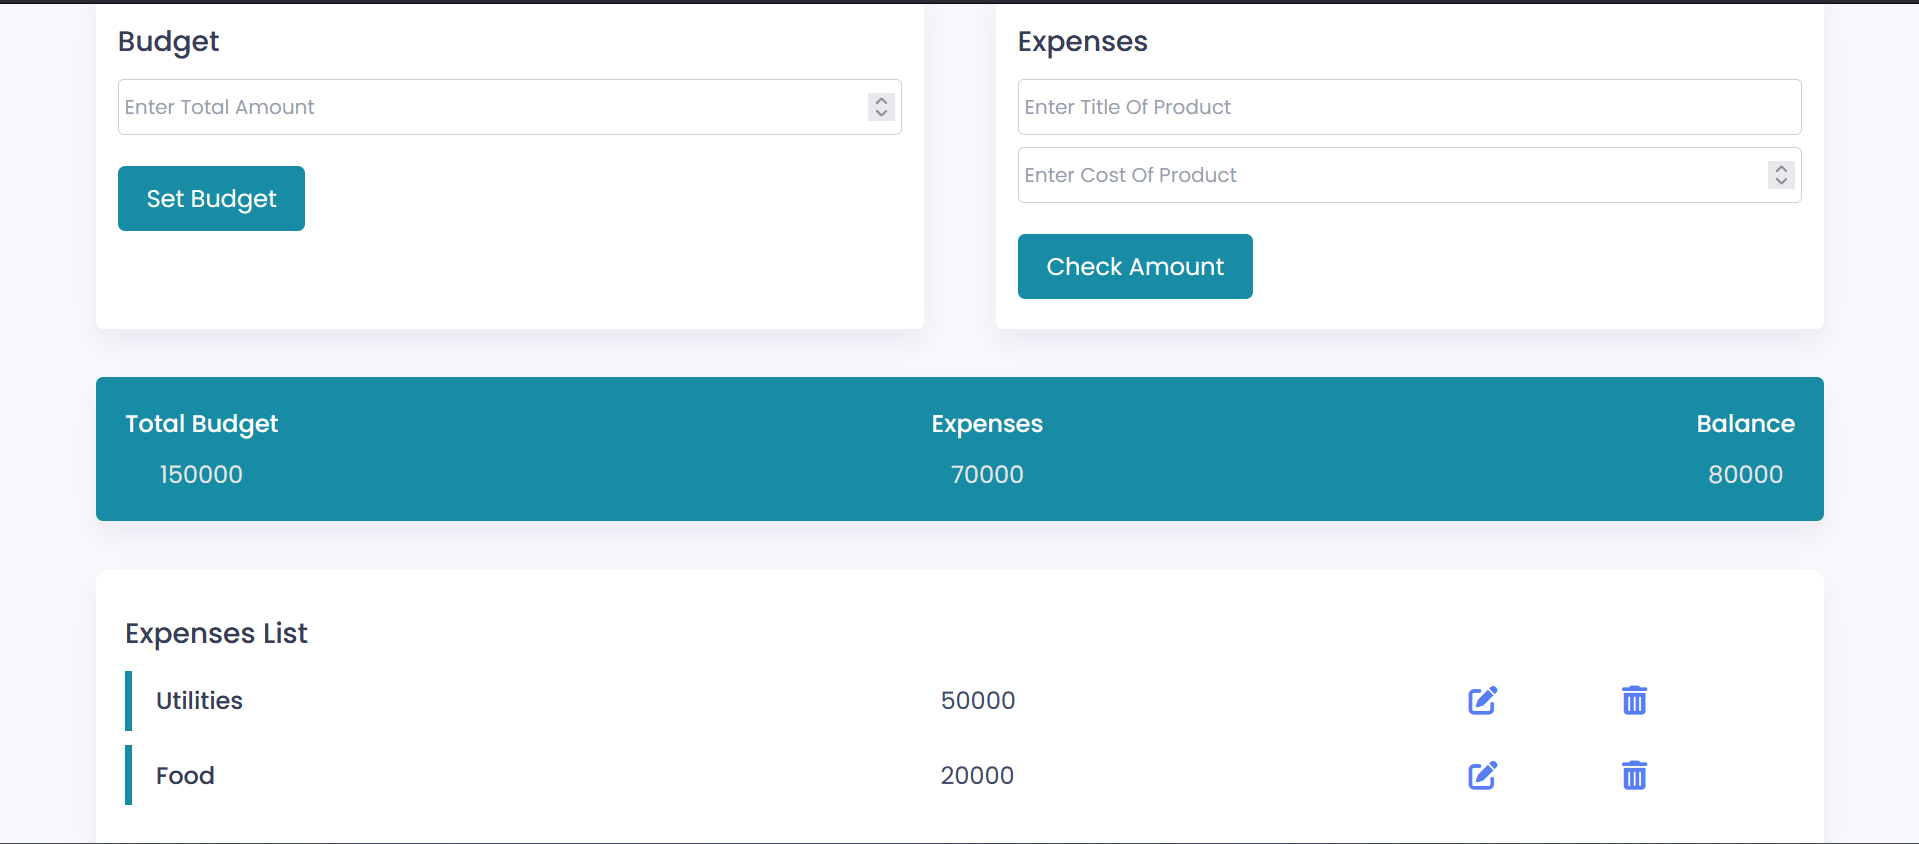 Budget
Enter Total Amount
Set Budget
Expenses
Enter Title Of Product
Enter Cost Of Product
Check Amount
Total Budget
150000
Expenses
70000
Balance
80000
Expenses List
Utilities 50000
Food 20000